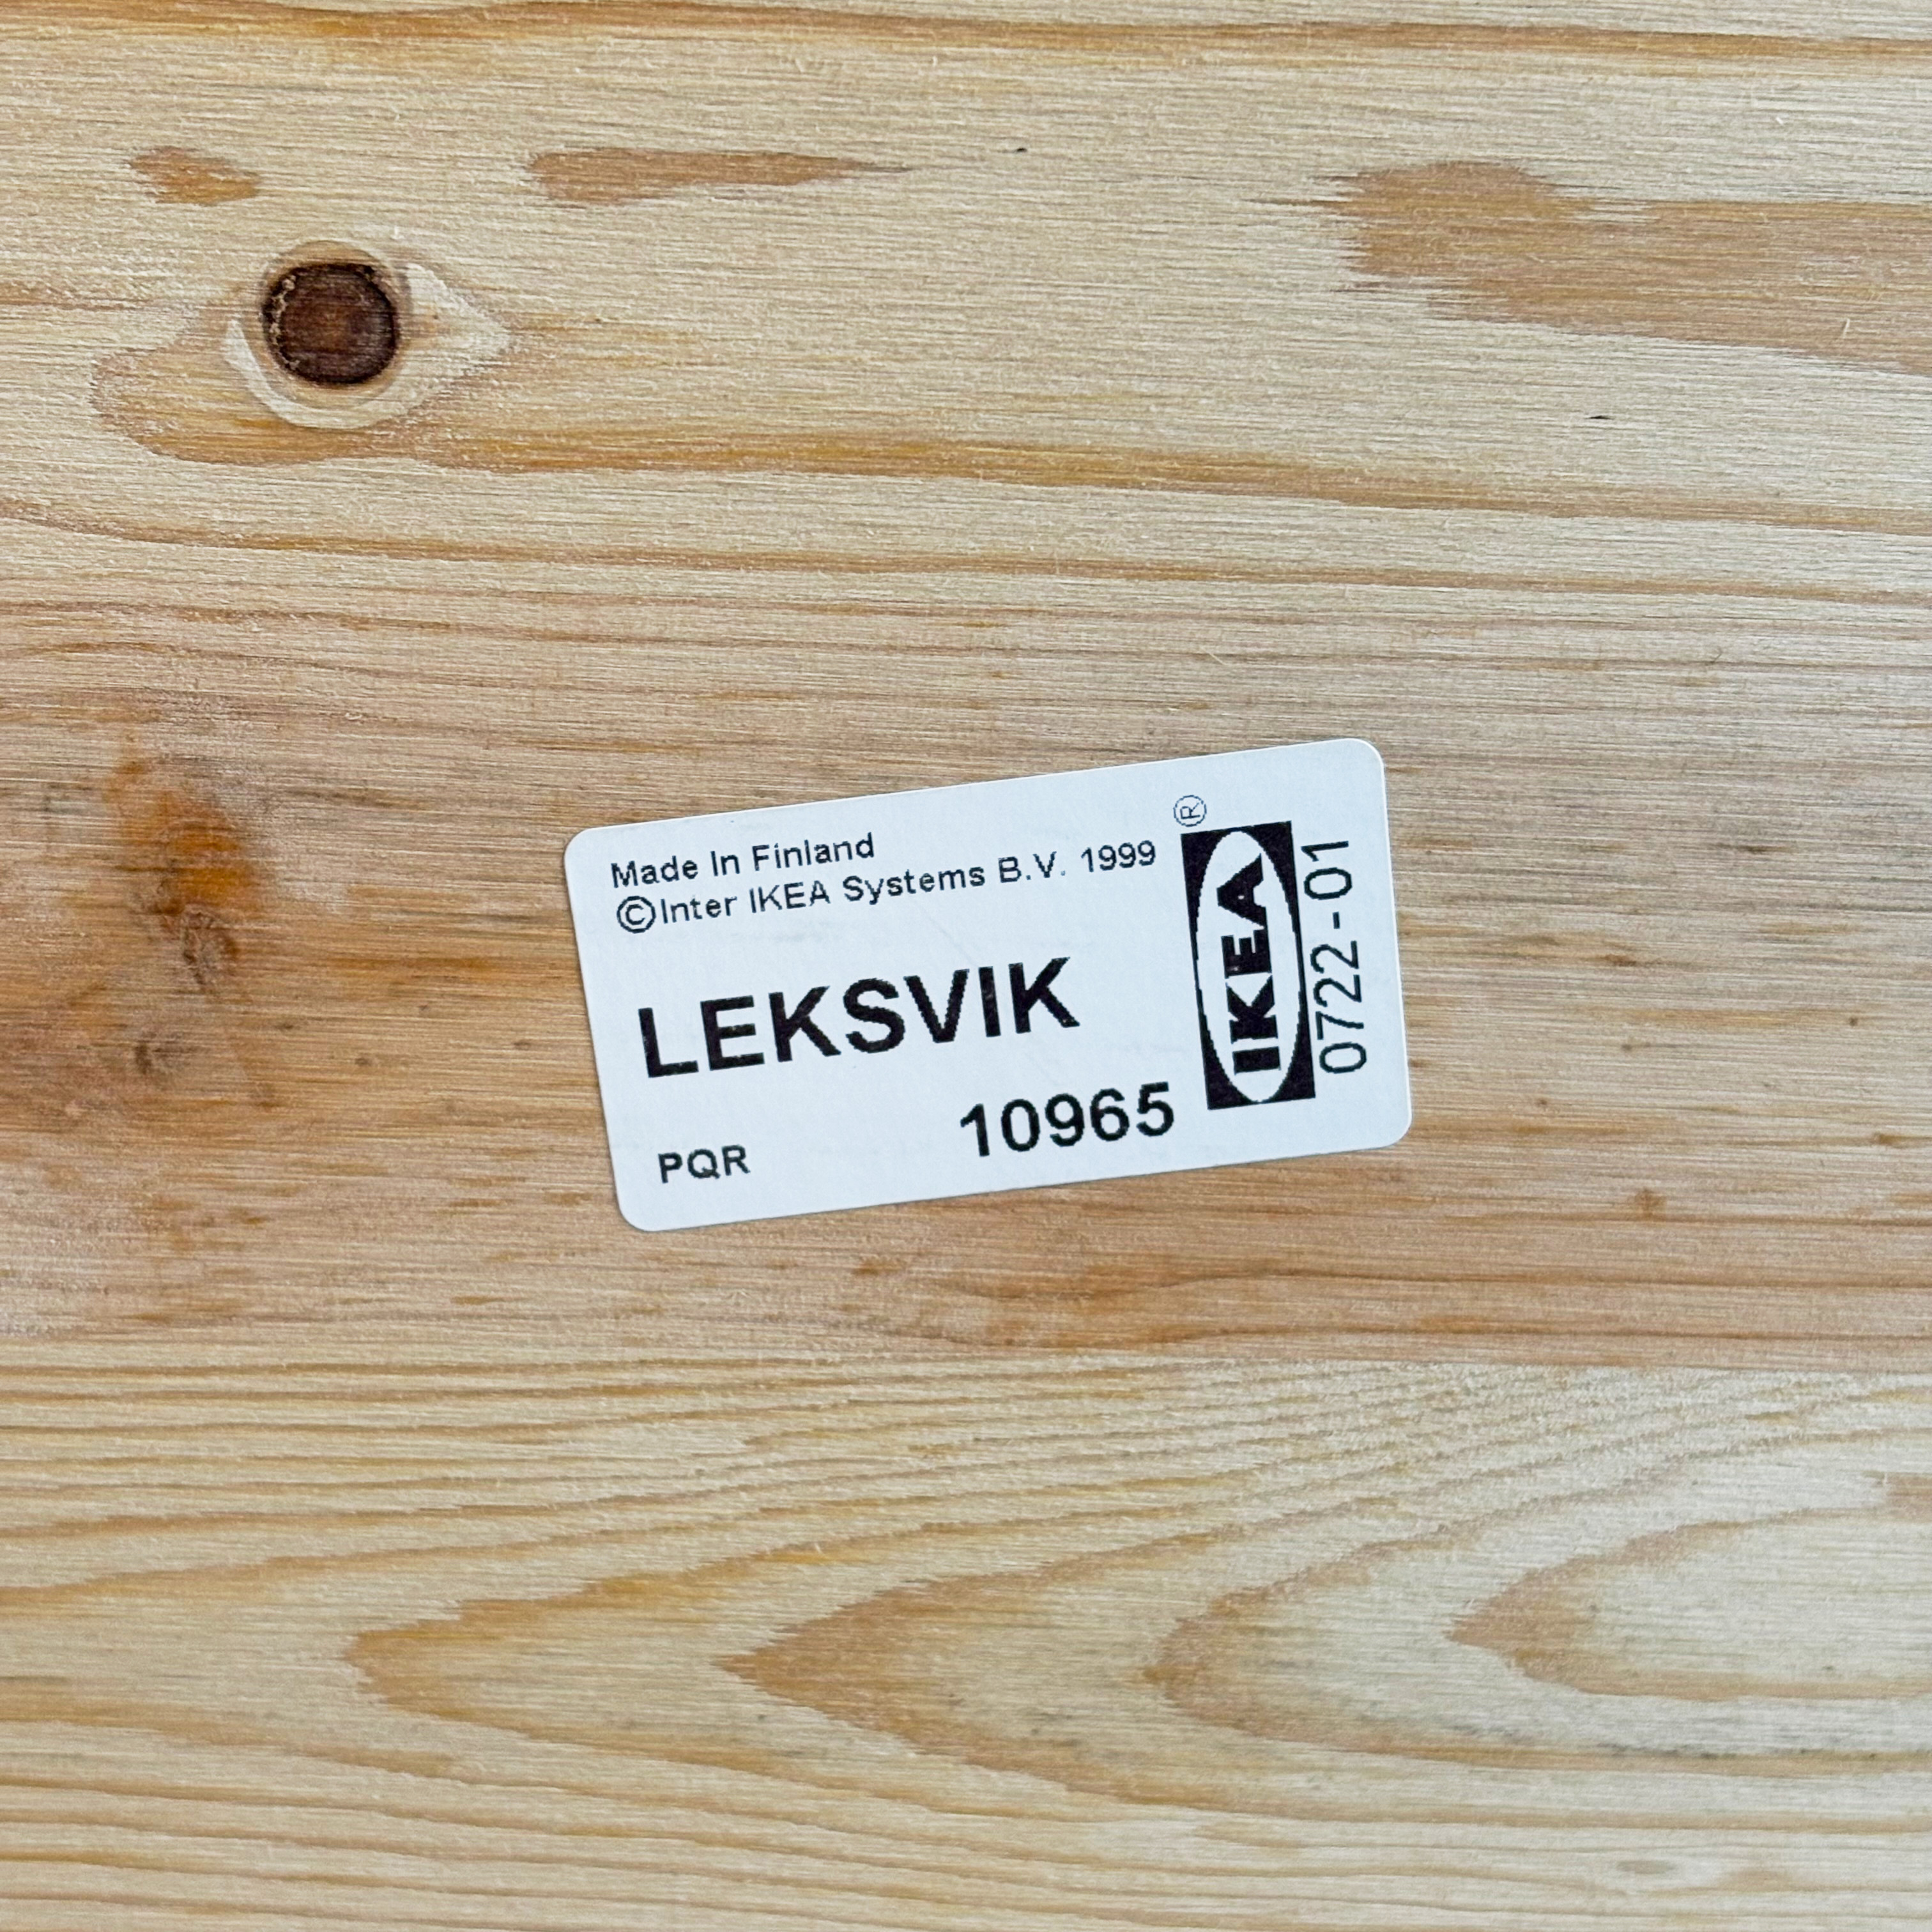 Made In Finland
©Inter IKEA Systems B.V. 1999
LEKSVIK
10965
PQR
®
IKEA
0722-01